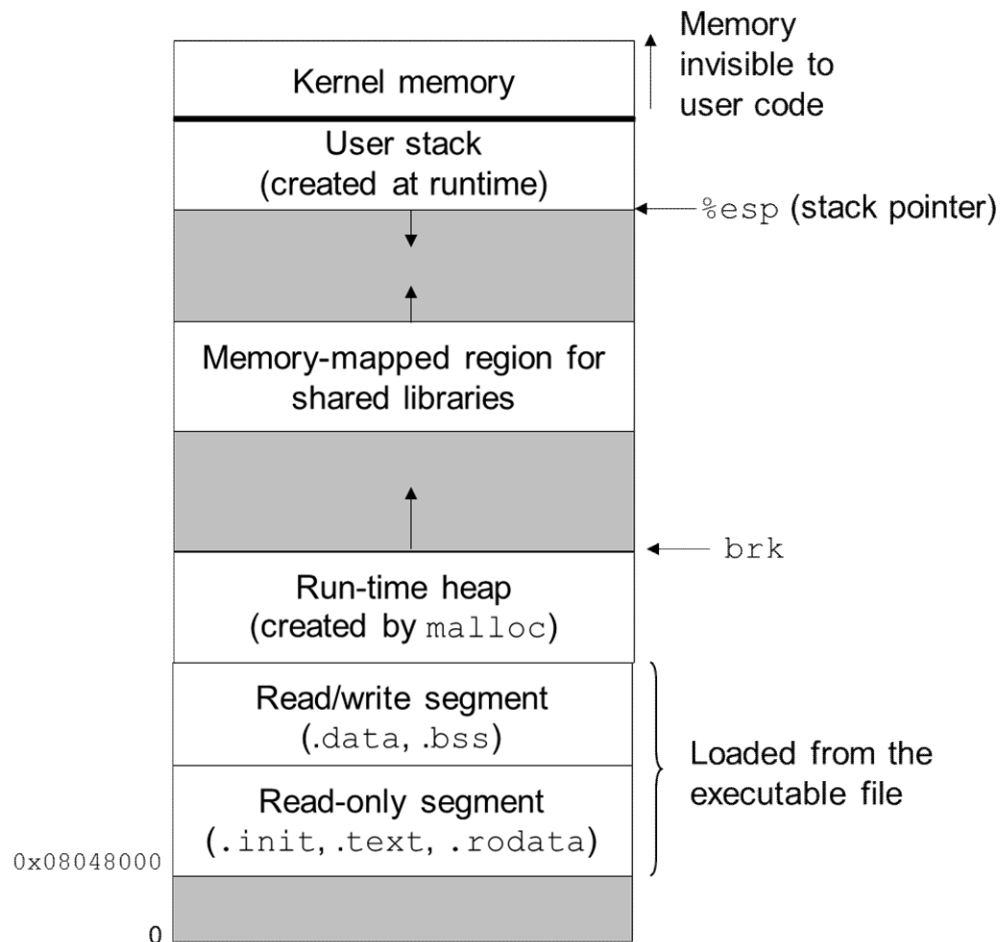 Memory
invisible to
user code
Kernel memory
User stack
(created at runtime)
%esp (stack pointer)
Memory-mapped region for
shared libraries
brk
Run-time heap
(created by malloc)
Read/write segment
(.data, .bss)
Loaded from the
executable file
Read-only segment
(.init, .text, .rodata)
0x08048000
0